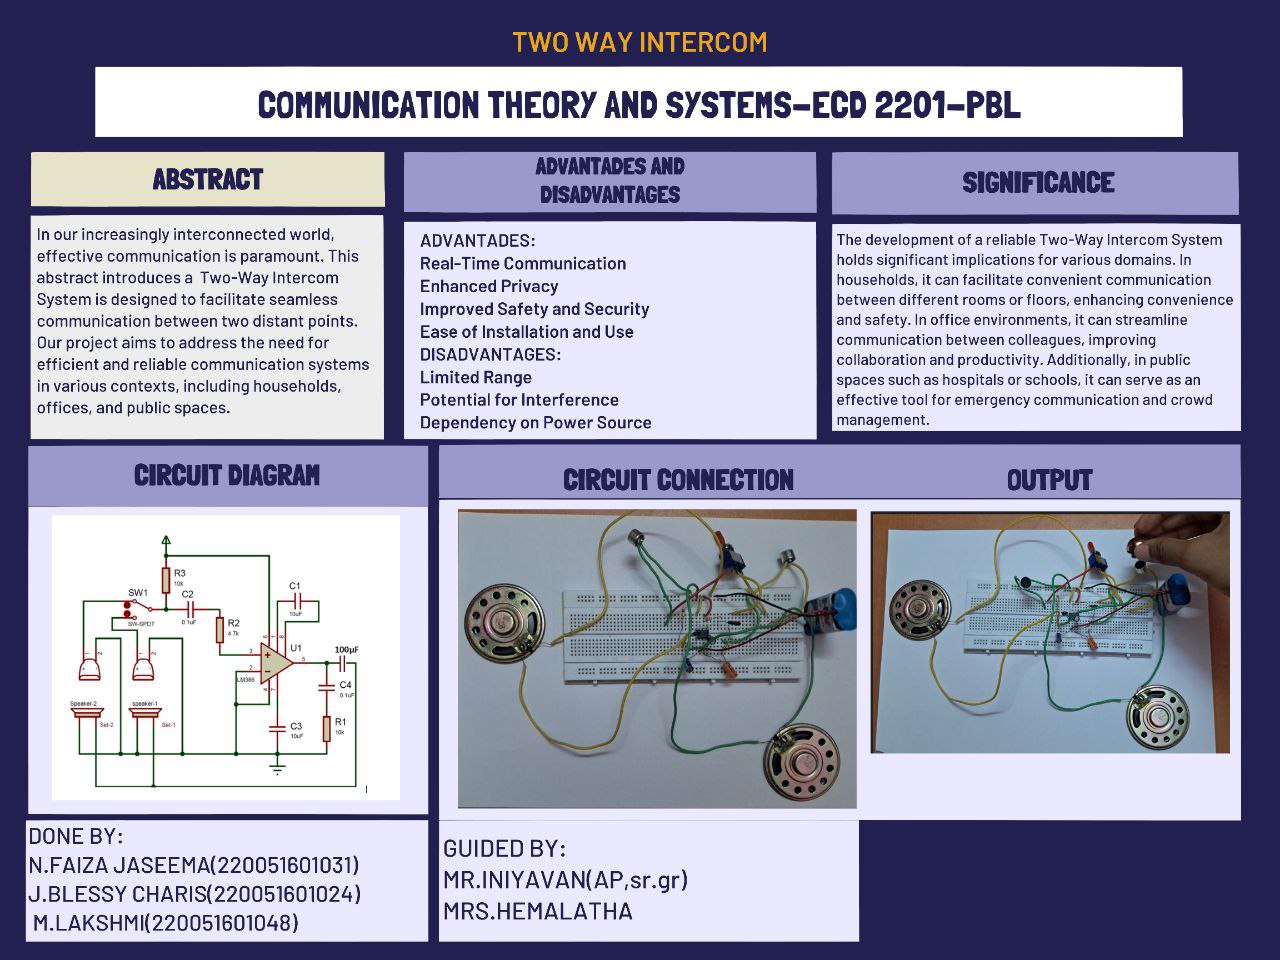 TWO WAY INTERCOM
COMMUNICATION THEORY AND SYSTEMS-ECD 2201-PBL
ABSTRACT
In our increasingly interconnected world,
effective communication is paramount. This
abstract introduces a Two-Way Intercom
System is designed to facilitate seamless
communication between two distant points.
Our project aims to address the need for
efficient and reliable communication systems
in various contexts, including households,
offices, and public spaces.
ADVANTADES AND
DISADVANTAGES
ADVANTADES:
Real-Time Communication
Enhanced Privacy
Improved Safety and Security
Ease of Installation and Use
DISADVANTAGES:
Limited Range
Potential for Interference
Dependency on Power Source
SIGNIFICANCE
The development of a reliable Two-Way Intercom System
holds significant implications for various domains. In
households, it can facilitate convenient communication
between different rooms or floors, enhancing convenience
and safety. In office environments, it can streamline
communication between colleagues, improving
collaboration and productivity. Additionally, in public
spaces such as hospitals or schools, it can serve as an
effective tool for emergency communication and crowd
management.
CIRCUIT DIAGRAM
R3
10k
SW1
SW-SPDT
C2
0.1uF
R2
4.7k
C1
10uF
U1
LM386
100µF
C4
0.1uF
C3
10uF
R1
10k
Speaker-2
Set-2
speaker-1
Set-1
CIRCUIT CONNECTION
OUTPUT
DONE BY:
N.FAIZA JASEEMA(220051601031)
J.BLESSY CHARIS(220051601024)
M.LAKSHMI(220051601048)
GUIDED BY:
MR.INIYAVAN(AP,sr.gr)
MRS.HEMALATHA